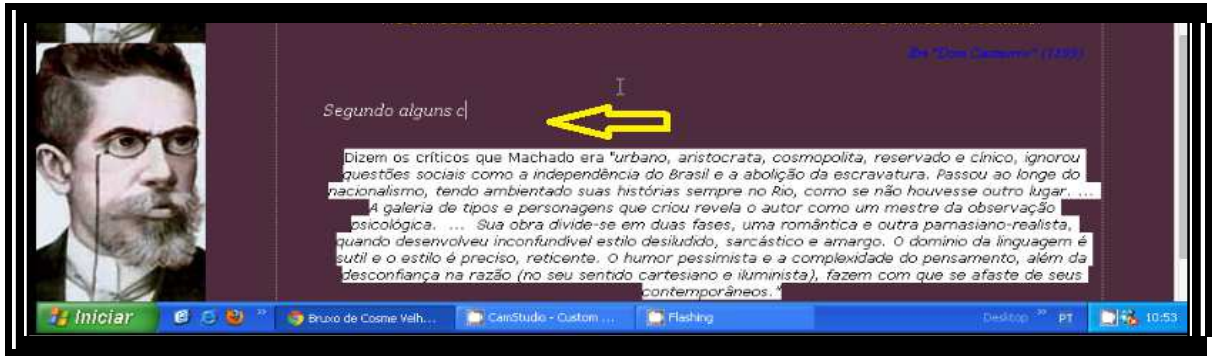 In "Dom Casmurro" (1899)
Segundo alguns c
Dizem os críticos que Machado era "urbano, aristocrata, cosmopolita, reservado e cínico, ignorou
questões sociais como a independência do Brasil e a abolição da escravatura. Passou ao longe do
nacionalismo, tendo ambientado suas histórias sempre no Rio, como se não houvesse outro lugar. ...
A galeria de tipos e personagens que criou revela o autor como um mestre da observação
psicológica. ... Sua obra divide-se em duas fases, uma romântica e outra parnasiano-realista,
quando desenvolveu inconfundível estilo desiludido, sarcástico e amargo. O domínio da linguagem é
sutil e o estilo é preciso, reticente. O humor pessimista e a complexidade do pensamento, além da
desconfiança na razão (no seu sentido cartesiano e iluminista), fazem com que se afaste de seus
contemporâneos."
Iniciar » Bruxo de Cosme Velh... CamStudio - Custom ... Flashing Desktop » PT 10:53